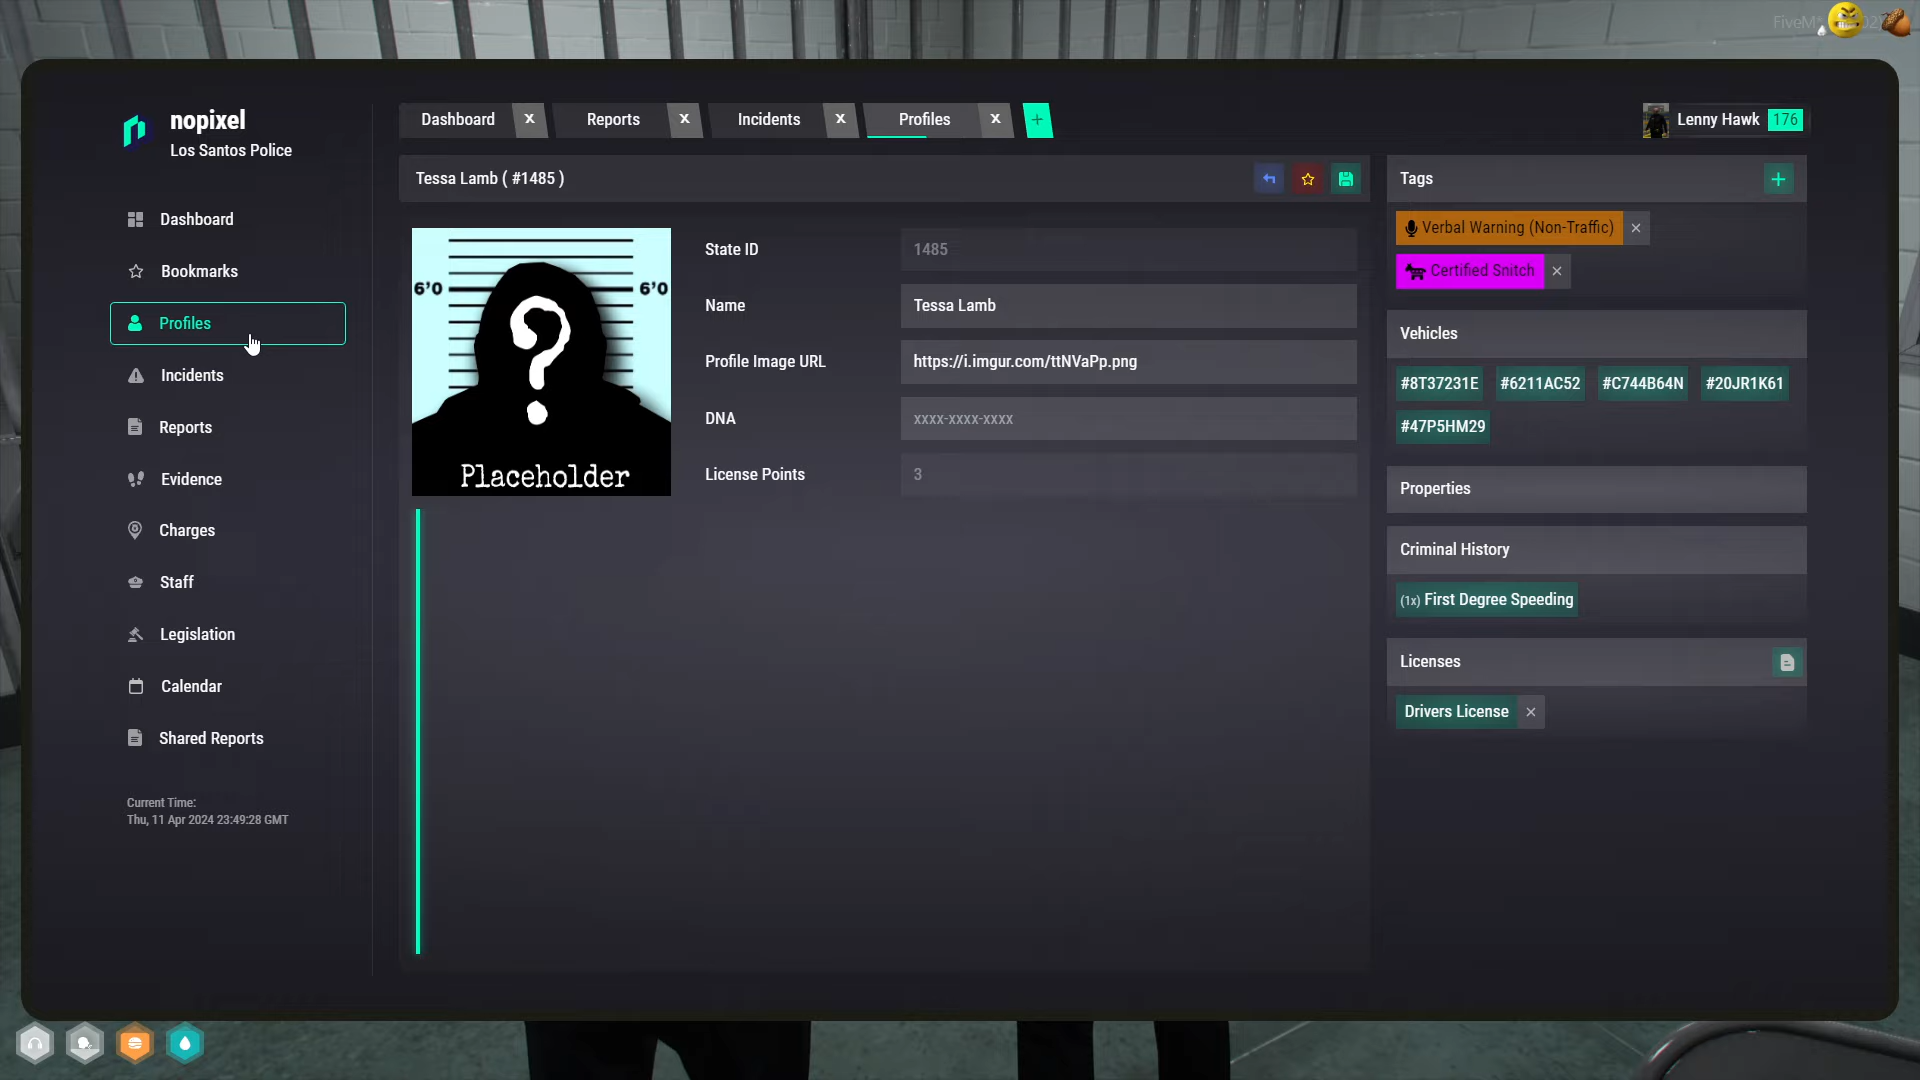 FiveM
nopixel
Los Santos Police
Dashboard
Bookmarks
Profiles
Incidents
Reports
Evidence
Charges
Staff
Legislation
Calendar
Shared Reports
Current Time:
Thu, 11 Apr 2024 23:49:28 GMT
Dashboard x Reports x Incidents x Profiles x +
Lenny Hawk 176
Tessa Lamb ( #1485 )
6'0 6'0
?
Placeholder
State ID 1485
Name Tessa Lamb
Profile Image URL https://i.imgur.com/ttNVaPp.png
DNA xxxx-xxxx-xxxx
License Points 3
Tags +
Verbal Warning (Non-Traffic) ×
Certified Snitch ×
Vehicles
#8T37231E #6211AC52 #C744B64N #20JR1K61
#47P5HM29
Properties
Criminal History
(1x) First Degree Speeding
Licenses
Drivers License ×